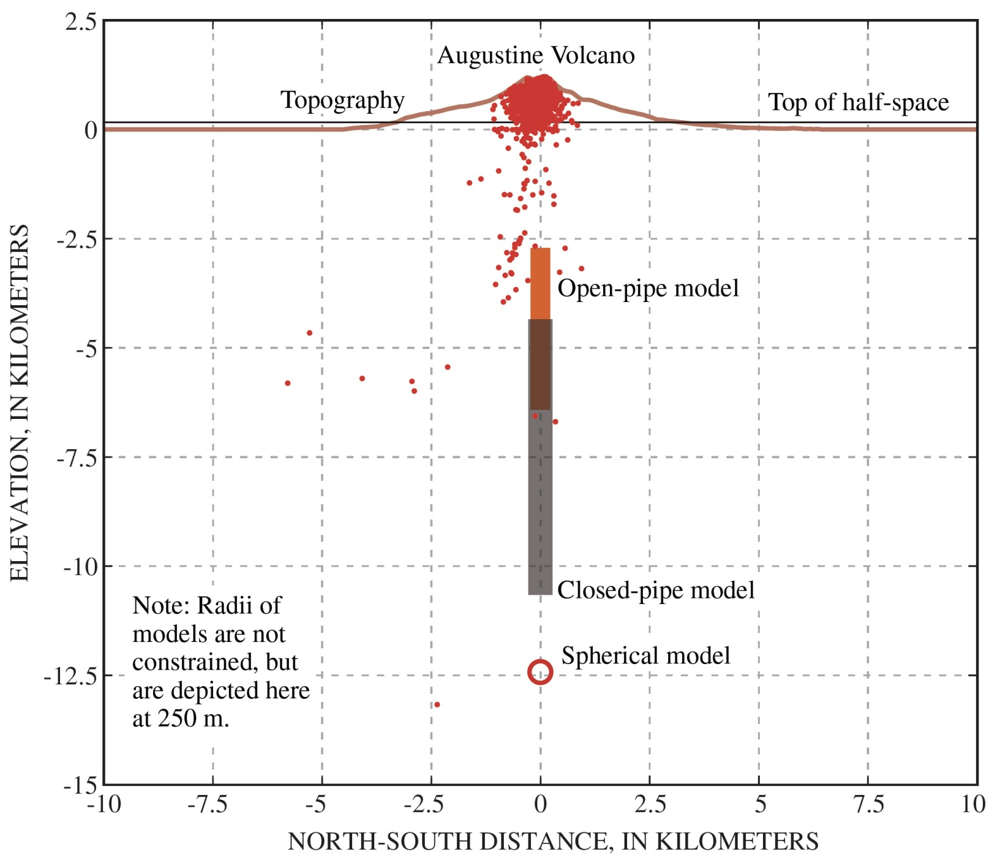 2.5
Augustine Volcano
Topography
Top of half-space
0
-2.5
Open-pipe model
-5
-7.5
-10
Closed-pipe model
Note: Radii of
models are not
constrained, but
are depicted here
at 250 m.
Spherical model
-12.5
-15
-10 -7.5 -5 -2.5 0 2.5 5 7.5 10
ELEVATION, IN KILOMETERS
NORTH-SOUTH DISTANCE, IN KILOMETERS